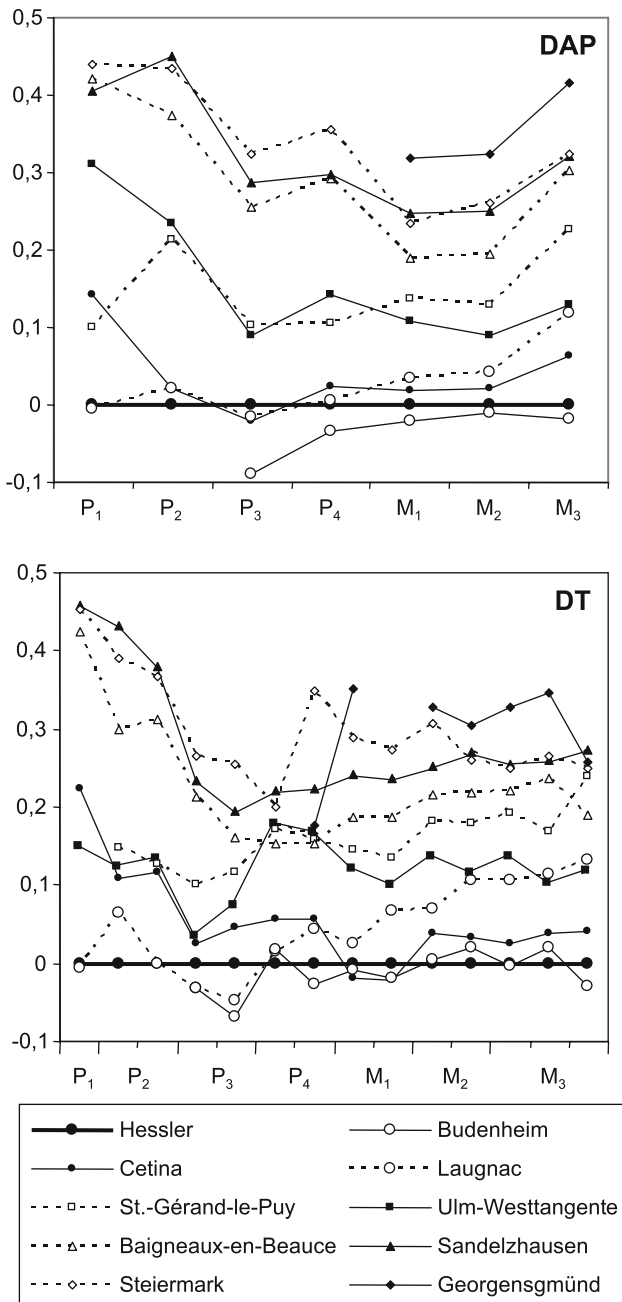 0,5
DAP
0,4
0,3
0,2
0,1
0
-0,1
P₁ P₂ P₃ P₄ M₁ M₂ M₃
0,5
DT
0,4
0,3
0,2
0,1
0
-0,1
P₁ P₂ P₃ P₄ M₁ M₂ M₃
Hessler Budenheim
Cetina Laugnac
St.-Gérand-le-Puy Ulm-Westtangente
Baigneaux-en-Beauce Sandelzhausen
Steiermark Georgensgmünd